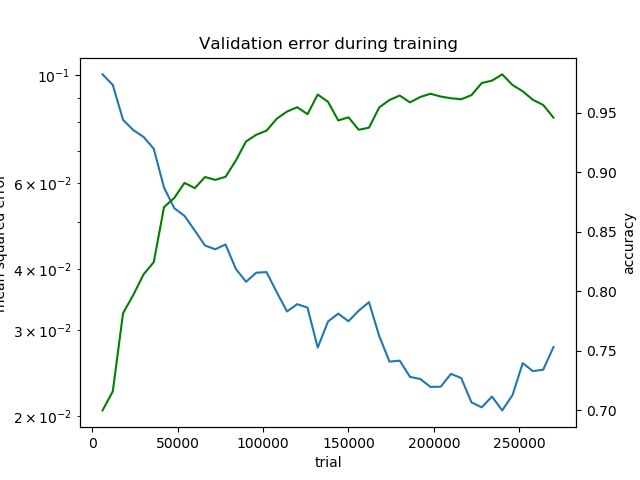 Validation error during training
10⁻¹
6 × 10⁻²
4 × 10⁻²
3 × 10⁻²
2 × 10⁻²
mean squared error
0.95
0.90
0.85
0.80
0.75
0.70
accuracy
0
50000
100000
150000
200000
250000
trial